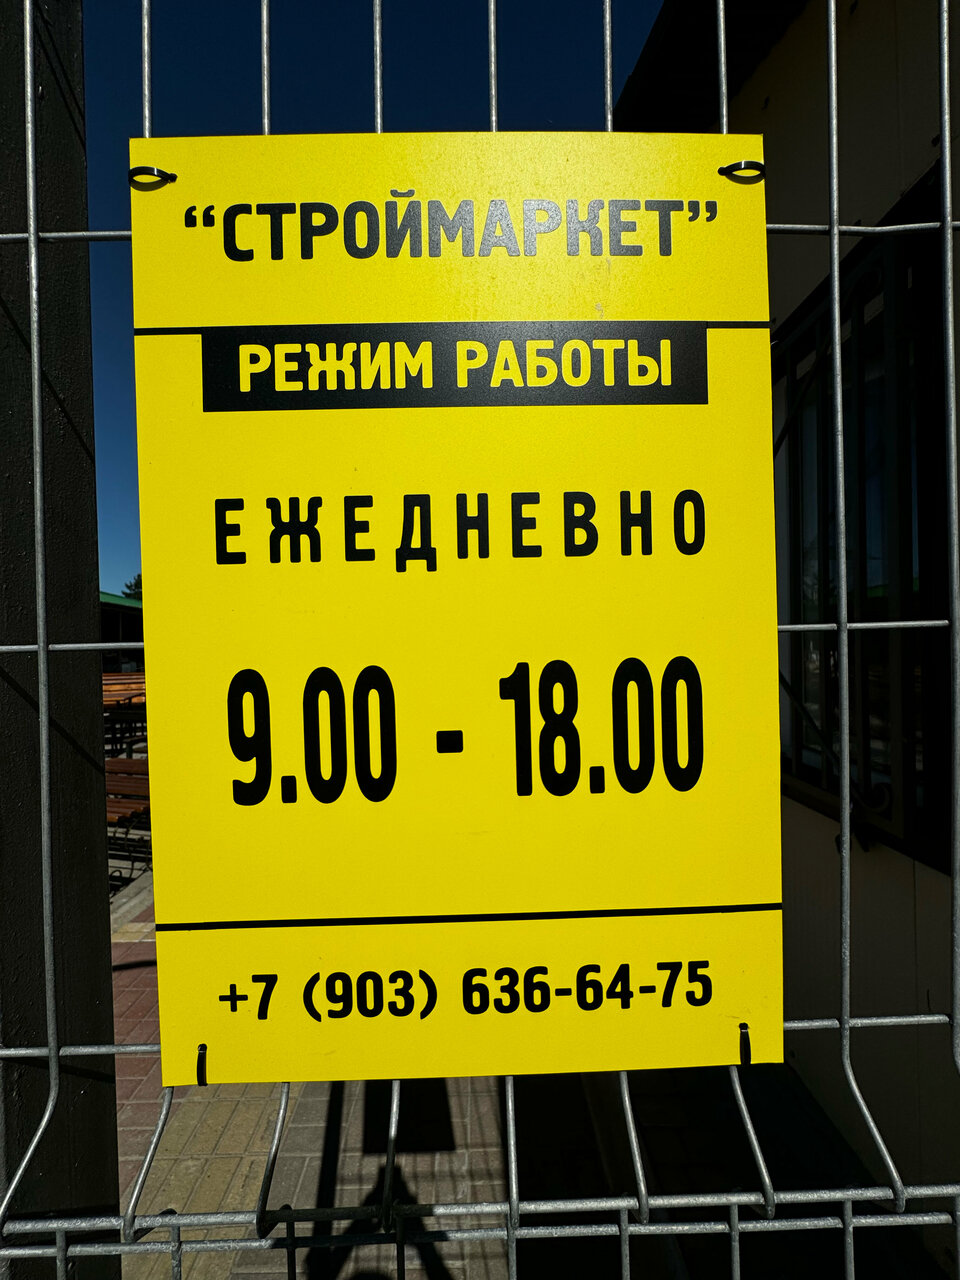 “СТРОЙМАРКЕТ”
РЕЖИМ РАБОТЫ
ЕЖЕДНЕВНО
9.00 - 18.00
+7 (903) 636-64-75